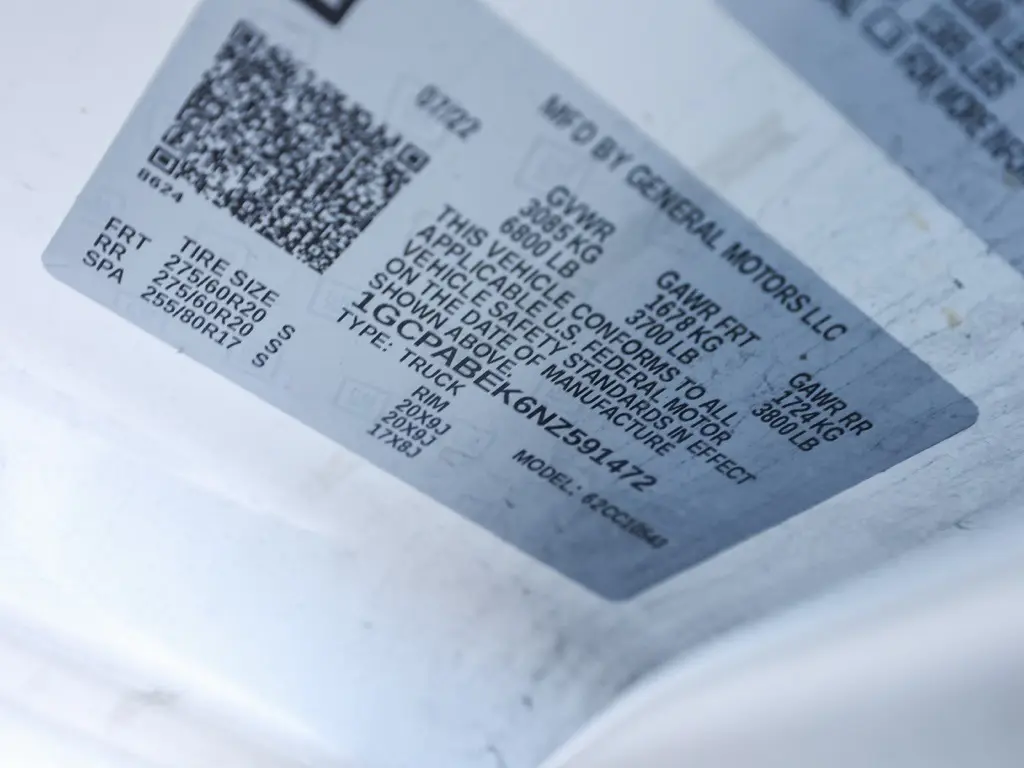 07/22
MFD BY GENERAL MOTORS LLC
GVWR
3085 KG
6800 LB
GAWR FRT
1678 KG
3700 LB
GAWR RR
1724 KG
3800 LB
THIS VEHICLE CONFORMS TO ALL
APPLICABLE U.S. FEDERAL MOTOR
VEHICLE SAFETY STANDARDS IN EFFECT
ON THE DATE OF MANUFACTURE
SHOWN ABOVE.
1GCPABEK6NZ591472
TYPE: TRUCK
MODEL:
8624
TIRE SIZE
RIM
FRT 275/60R20 S 20X9J
RR 275/60R20 S 20X9J
SPA 255/80R17 S 17X8J
LBS